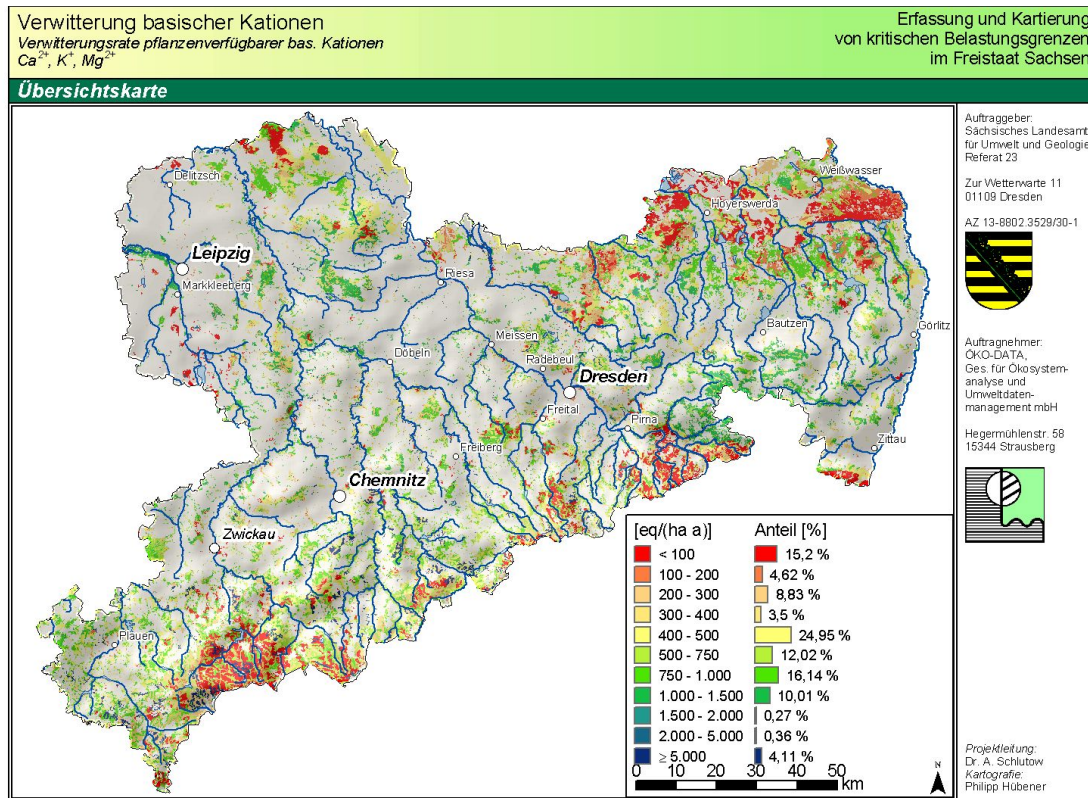 Verwitterung basischer Kationen
Verwitterungsrate pflanzenverfügbarer bas. Kationen
Ca²⁺, K⁺, Mg²⁺
Erfassung und Kartierung
von kritischen Belastungsgrenzen
im Freistaat Sachsen
Übersichtskarte
Delitzsch
Leipzig
Markkleeberg
Riesa
Döbeln
Meissen
Radebeul
Dresden
Freital
Pirna
Freiberg
Chemnitz
Zwickau
Plauen
Hoyerswerda
Weißwasser
Bautzen
Görlitz
Zittau
Auftraggeber:
Sächsisches Landesamt
für Umwelt und Geologie
Referat 23
Zur Wetterwarte 11
01109 Dresden
AZ 13-8802.3529/30-1
Auftragnehmer:
ÖKO-DATA,
Ges. für Ökosystem-
analyse und
Umweltdaten-
management mbH
Hegermühlenstr. 58
15344 Strausberg
[eq/(ha a)] Anteil [%]
< 100 15,2 %
100 - 200 4,62 %
200 - 300 8,83 %
300 - 400 3,5 %
400 - 500 24,95 %
500 - 750 12,02 %
750 - 1.000 16,14 %
1.000 - 1.500 10,01 %
1.500 - 2.000 0,27 %
2.000 - 5.000 0,36 %
≥ 5.000 4,11 %
0 10 20 30 40 50
km
N
Projektleitung:
Dr. A. Schlutow
Kartografie:
Philipp Hübener